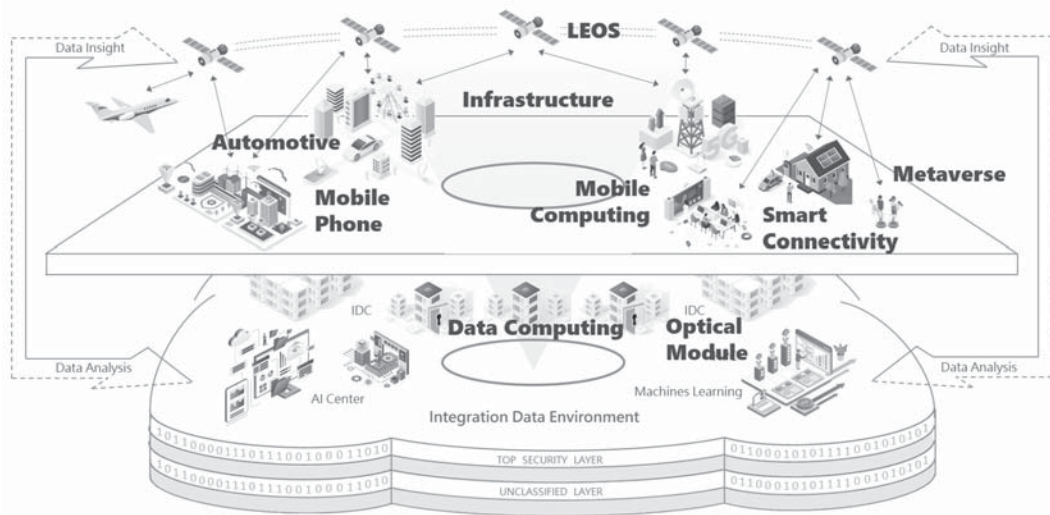 LEOS
Data Insight
Data Insight
Infrastructure
Automotive
Mobile
Phone
5G
Mobile
Computing
Metaverse
Smart
Connectivity
IDC
IDC
Data Computing
Optical
Module
Data Analysis
Data Analysis
AI Center
Machines Learning
Integration Data Environment
TOP SECURITY LAYER
UNCLASSIFIED LAYER